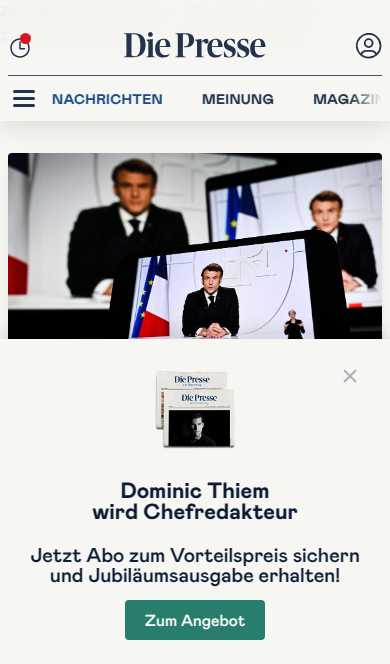 Die Presse
NACHRICHTEN MEINUNG MAGAZIN
Die Presse
Die Presse
Dominic Thiem
wird Chefredakteur
Jetzt Abo zum Vorteilspreis sichern
und Jubiläumsausgabe erhalten!
Zum Angebot